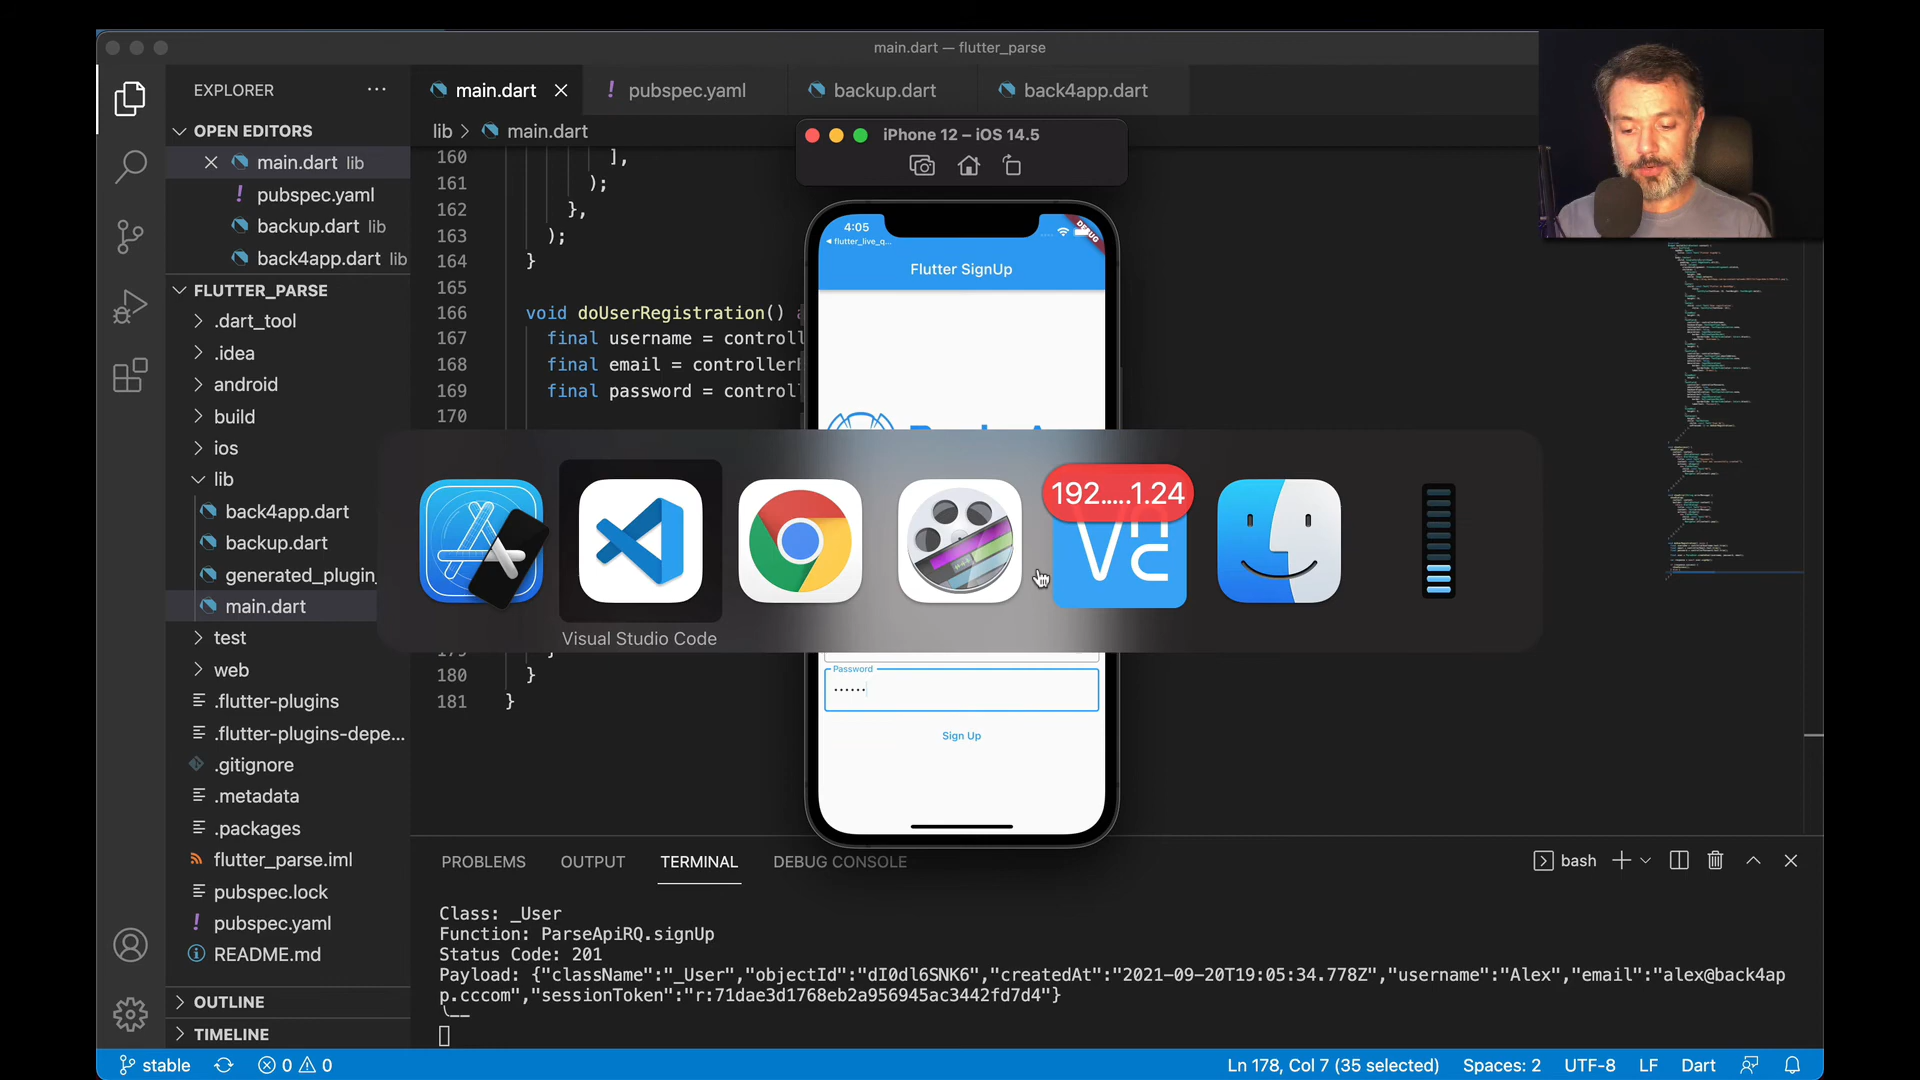 main.dart — flutter_parse
EXPLORER
OPEN EDITORS
main.dart lib
pubspec.yaml
backup.dart lib
back4app.dart lib
FLUTTER_PARSE
.dart_tool
.idea
android
build
ios
lib
back4app.dart
backup.dart
generated_plugin_
main.dart
test
web
.flutter-plugins
.flutter-plugins-depe...
.gitignore
.metadata
.packages
flutter_parse.iml
pubspec.lock
pubspec.yaml
README.md
OUTLINE
TIMELINE
main.dart
pubspec.yaml
backup.dart
back4app.dart
lib > main.dart
160 ],
161 );
162 },
163 );
164 }
165
166 void doUserRegistration()
167 final username =
168 final email =
169 final password =
170
180 }
181 }
iPhone 12 – iOS 14.5
4:05
flutter_live_q...
DEBUG
Flutter SignUp
192.....1.24
Visual Studio Code
Password
Sign Up
PROBLEMS OUTPUT TERMINAL DEBUG CONSOLE
bash
Class: _User
Function: ParseApiRQ.signUp
Status Code: 201
Payload: {"className":"_User","objectId":"dI0dl6SNK6","createdAt":"2021-09-20T19:05:34.778Z","username":"Alex","email":"alex@back4ap
p.cccom","sessionToken":"r:71dae3d1768eb2a956945ac3442fd7d4"}
╰--
stable
0 0
Ln 178, Col 7 (35 selected)
Spaces: 2
UTF-8
LF
Dart